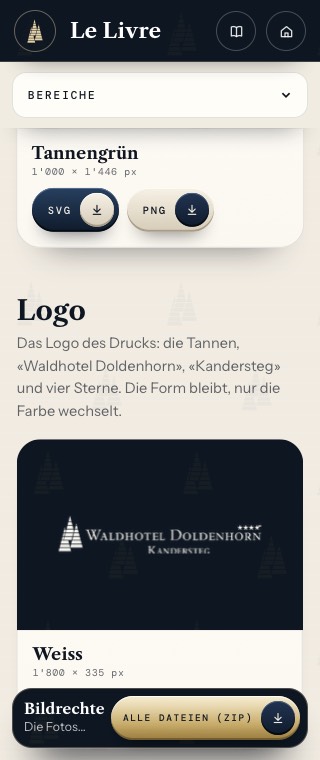 Le Livre
BEREICHE
Tannengrün
1'000 × 1'446 px
SVG
PNG
Logo
Das Logo des Drucks: die Tannen,
«Waldhotel Doldenhorn», «Kandersteg»
und vier Sterne. Die Form bleibt, nur die
Farbe wechselt.
WALDHOTEL DOLDENHORN
KANDERSTEG
Weiss
1'800 × 335 px
Bildrechte
Die Fotos…
ALLE DATEIEN (ZIP)